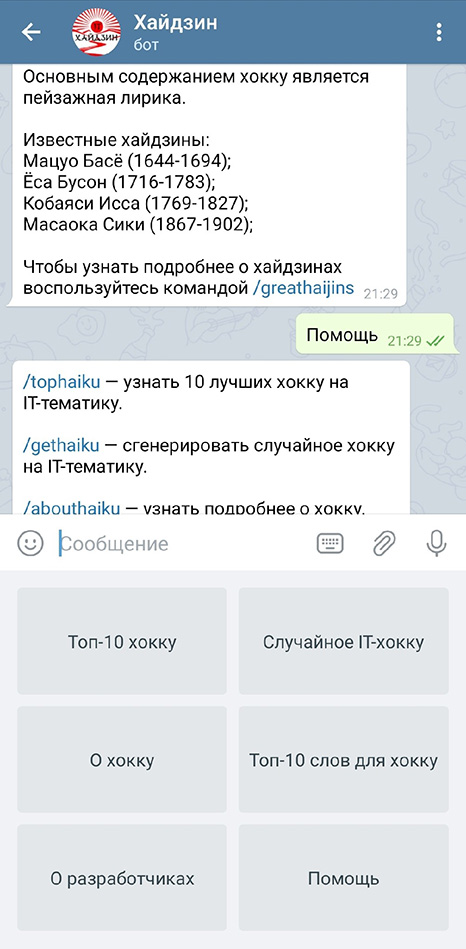 Хайдзин
бот
ХАЙДЗИН
Основным содержанием хокку является
пейзажная лирика.
Известные хайдзины:
Мацуо Басё (1644-1694);
Ёса Бусон (1716-1783);
Кобаяси Исса (1769-1827);
Масаока Сики (1867-1902);
Чтобы узнать подробнее о хайдзинах
воспользуйтесь командой /greathaijins 21:29
Помощь 21:29
/tophaiku — узнать 10 лучших хокку на
IT-тематику.
/gethaiku — сгенерировать случайное хокку
на IT-тематику.
/abouthaiku — узнать подробнее о хокку.
Сообщение
Топ-10 хокку
Случайное IT-хокку
О хокку
Топ-10 слов для хокку
О разработчиках
Помощь